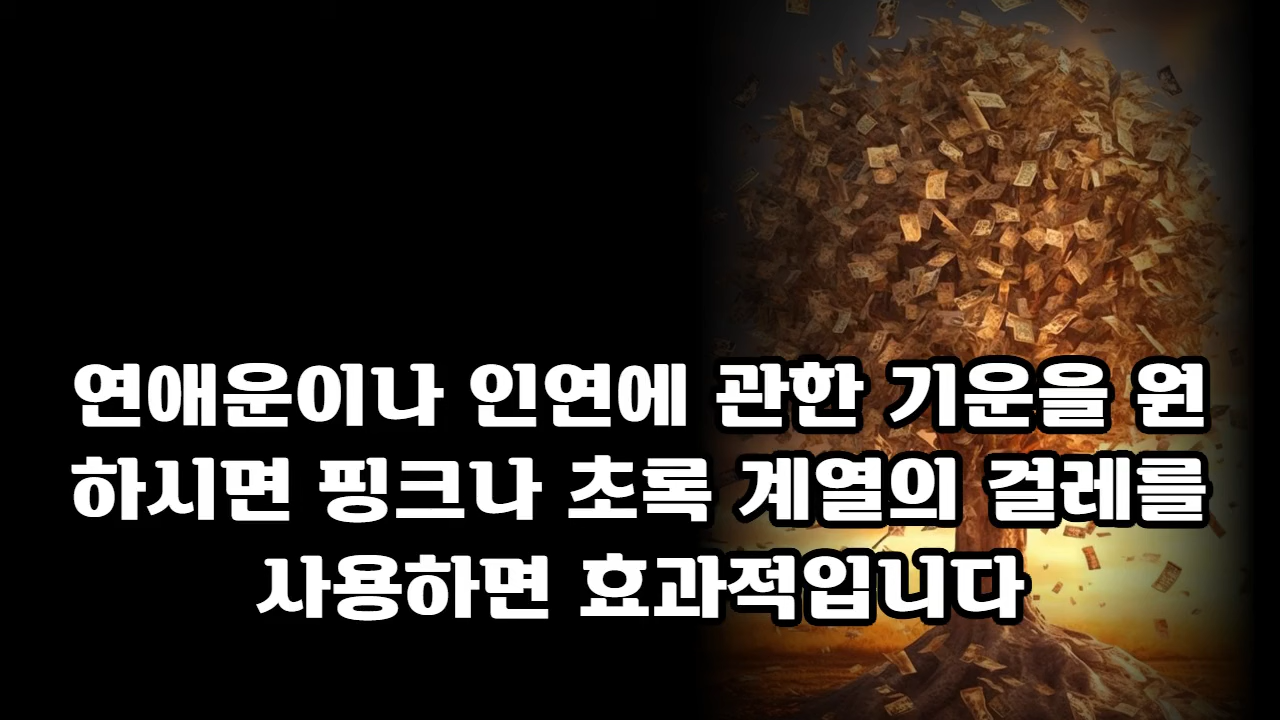 연애운이나 인연에 관한 기운을 원
하시면 핑크나 초록 계열의 걸레를
사용하면 효과적입니다